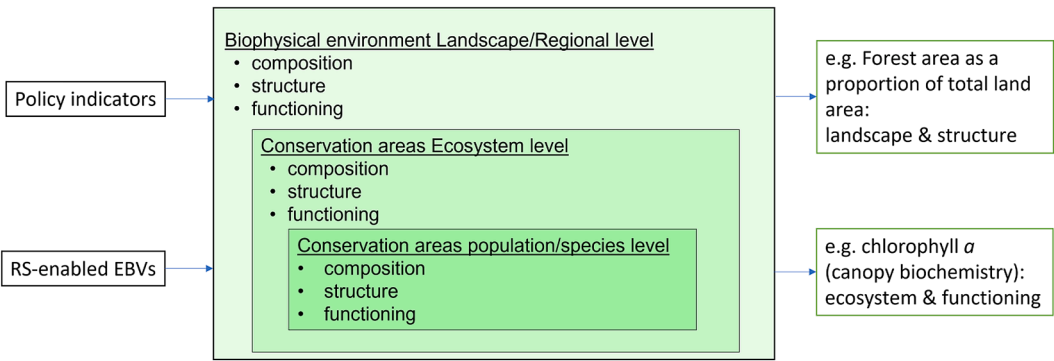 Policy indicators
RS-enabled EBVs
Biophysical environment Landscape/Regional level
• composition
• structure
• functioning
Conservation areas Ecosystem level
• composition
• structure
• functioning
Conservation areas population/species level
• composition
• structure
• functioning
e.g. Forest area as a
proportion of total land
area:
landscape & structure
e.g. chlorophyll a
(canopy biochemistry):
ecosystem & functioning